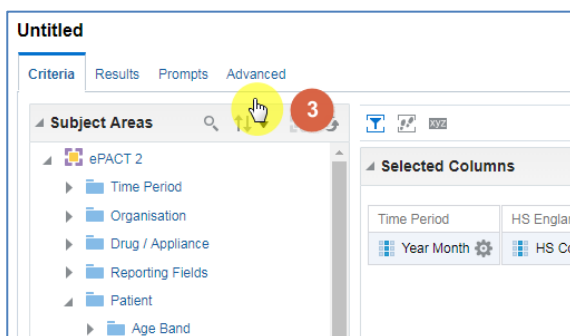 Untitled
Criteria Results Prompts Advanced
3
Subject Areas
xyz
ePACT 2
Selected Columns
Time Period
Organisation
Time Period HS Englan
Drug / Appliance
Year Month HS Co
Reporting Fields
Patient
Age Band